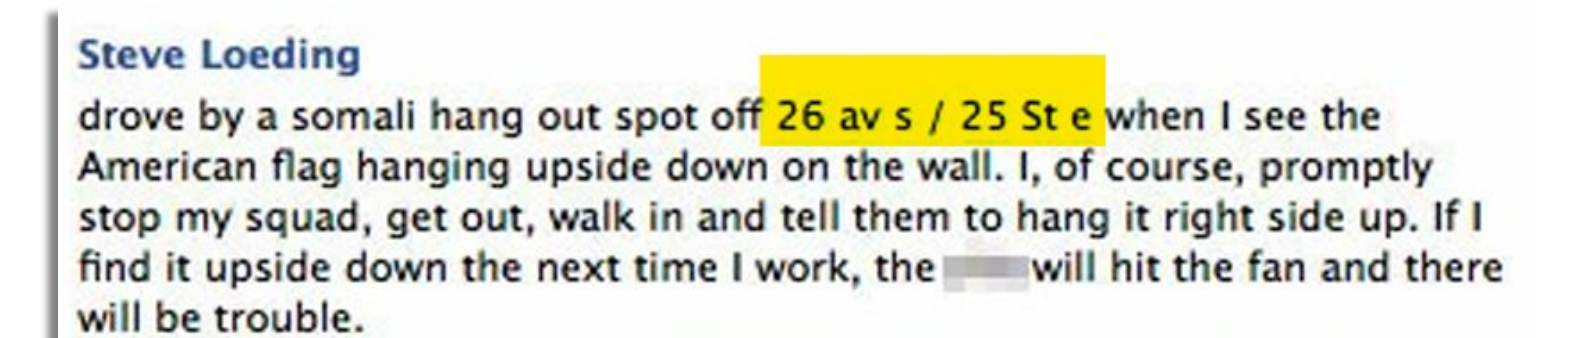 Steve Loeding
drove by a somali hang out spot off 26 av s / 25 St e when I see the
American flag hanging upside down on the wall. I, of course, promptly
stop my squad, get out, walk in and tell them to hang it right side up. If I
find it upside down the next time I work, the will hit the fan and there
will be trouble.